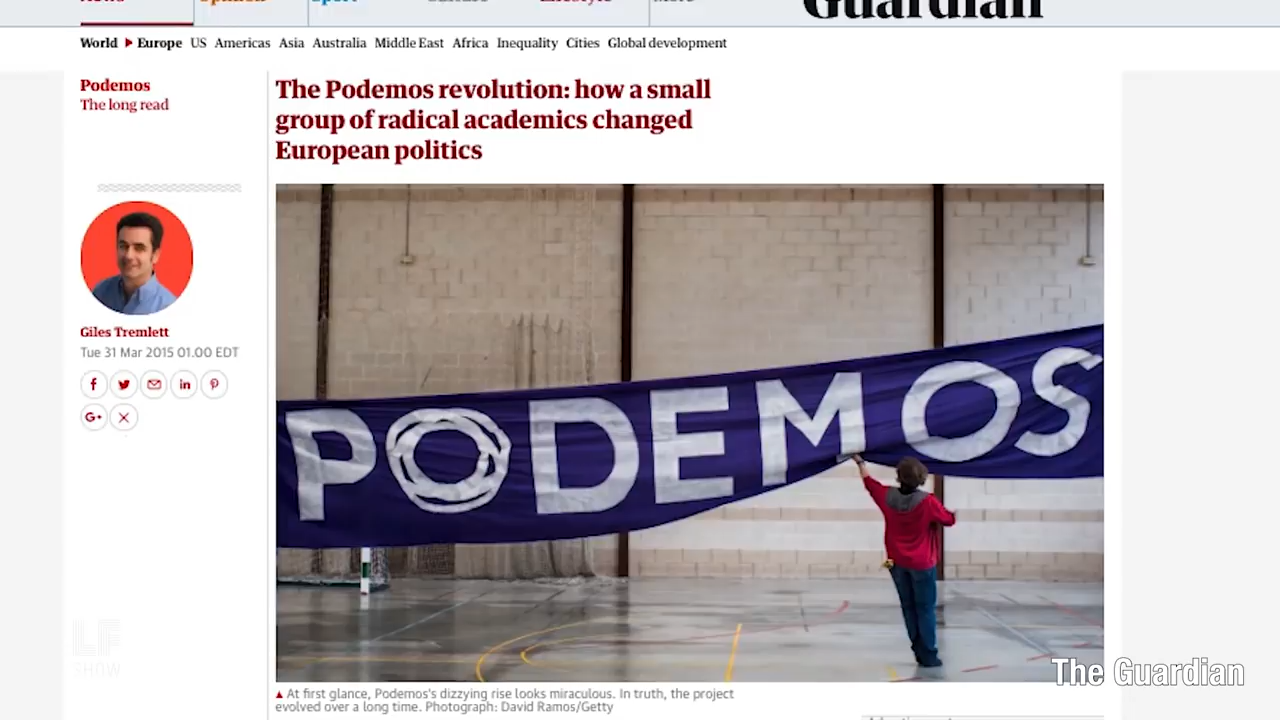 Guardian
World Europe US Americas Asia Australia Middle East Africa Inequality Cities Global development
Podemos
The long read
The Podemos revolution: how a small
group of radical academics changed
European politics
Giles Tremlett
Tue 31 Mar 2015 01.00 EDT
PODEMOS
At first glance, Podemos's dizzying rise looks miraculous. In truth, the project
evolved over a long time. Photograph: David Ramos/Getty
LF
SHOW
The Guardian